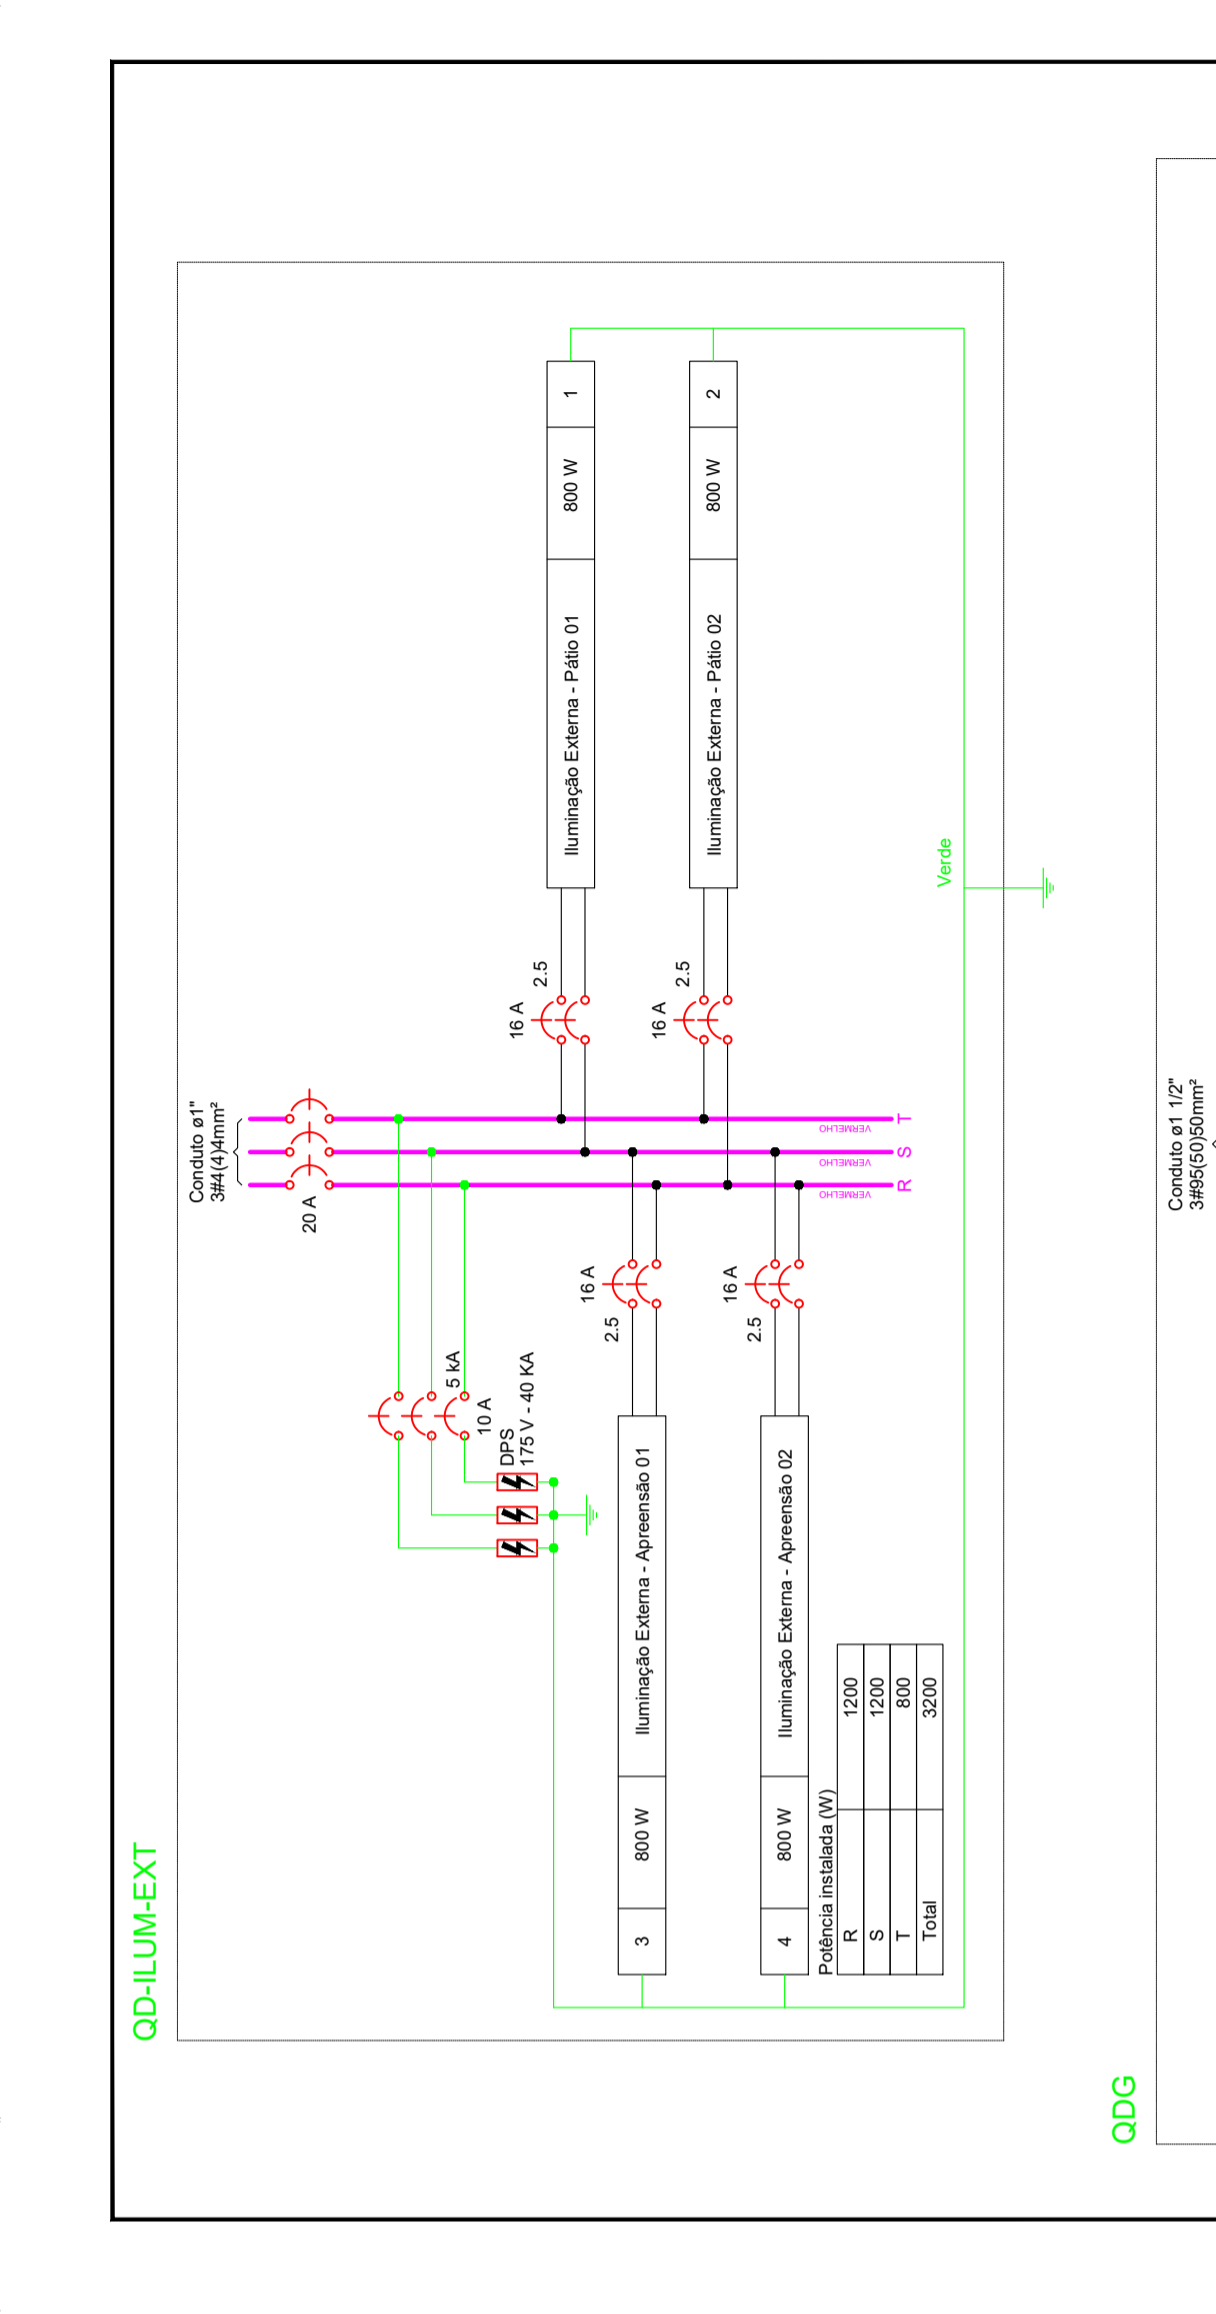 QD-ILUM-EXT
Conduto ø1"
3#4(4)4mm²
20 A
5 kA
10 A
DPS
175 V - 40 KA
16 A
2.5
Iluminação Externa - Pátio 01
800 W
1
16 A
2.5
3
800 W
Iluminação Externa - Apreensão 01
16 A
2.5
Iluminação Externa - Pátio 02
800 W
2
16 A
2.5
4
800 W
Iluminação Externa - Apreensão 02
VERMELHO
VERMELHO
VERMELHO
T
S
R
Potência instalada (W)
R 1200
S 1200
T 800
Total 3200
Verde
QDG
Conduto ø1 1/2"
3#95(50)50mm²